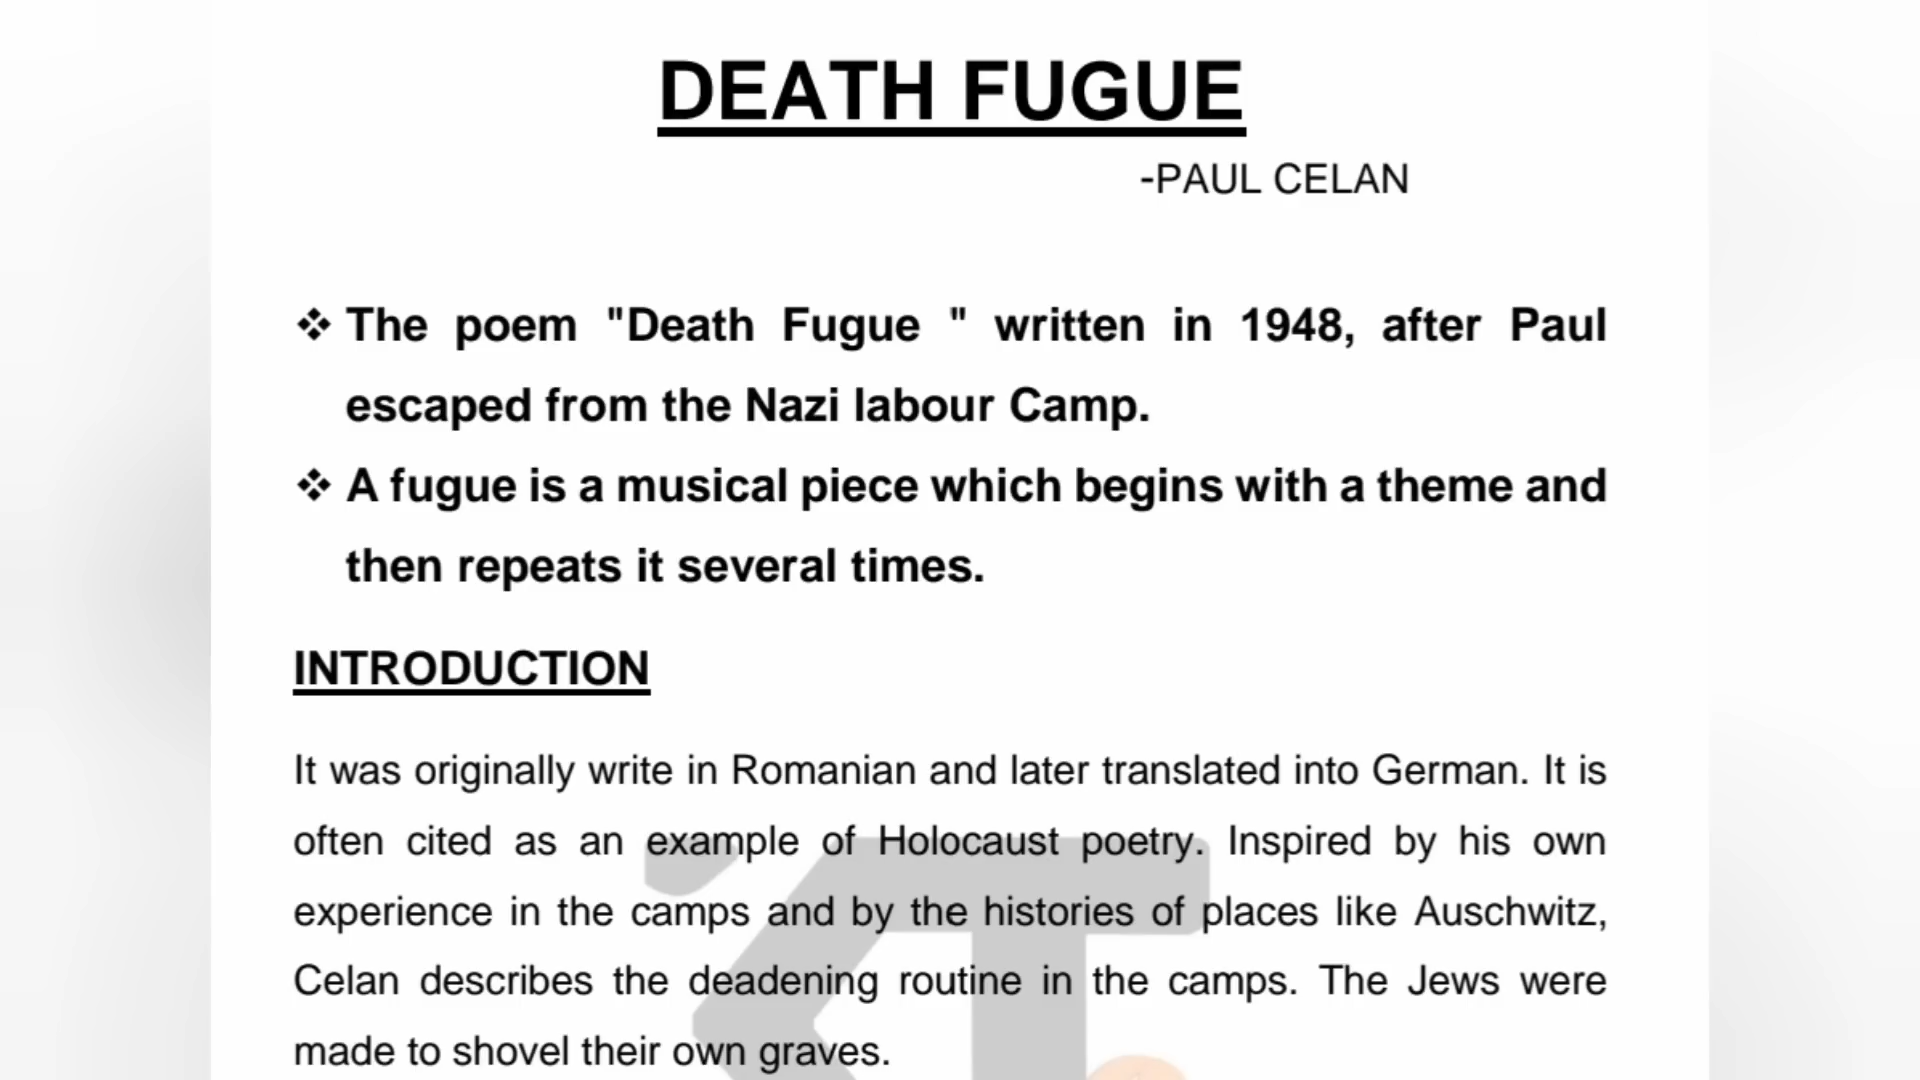 DEATH FUGUE
-PAUL CELAN
❖ The poem "Death Fugue " written in 1948, after Paul
escaped from the Nazi labour Camp.
❖ A fugue is a musical piece which begins with a theme and
then repeats it several times.
INTRODUCTION
It was originally write in Romanian and later translated into German. It is
often cited as an example of Holocaust poetry. Inspired by his own
experience in the camps and by the histories of places like Auschwitz,
Celan describes the deadening routine in the camps. The Jews were
made to shovel their own graves.